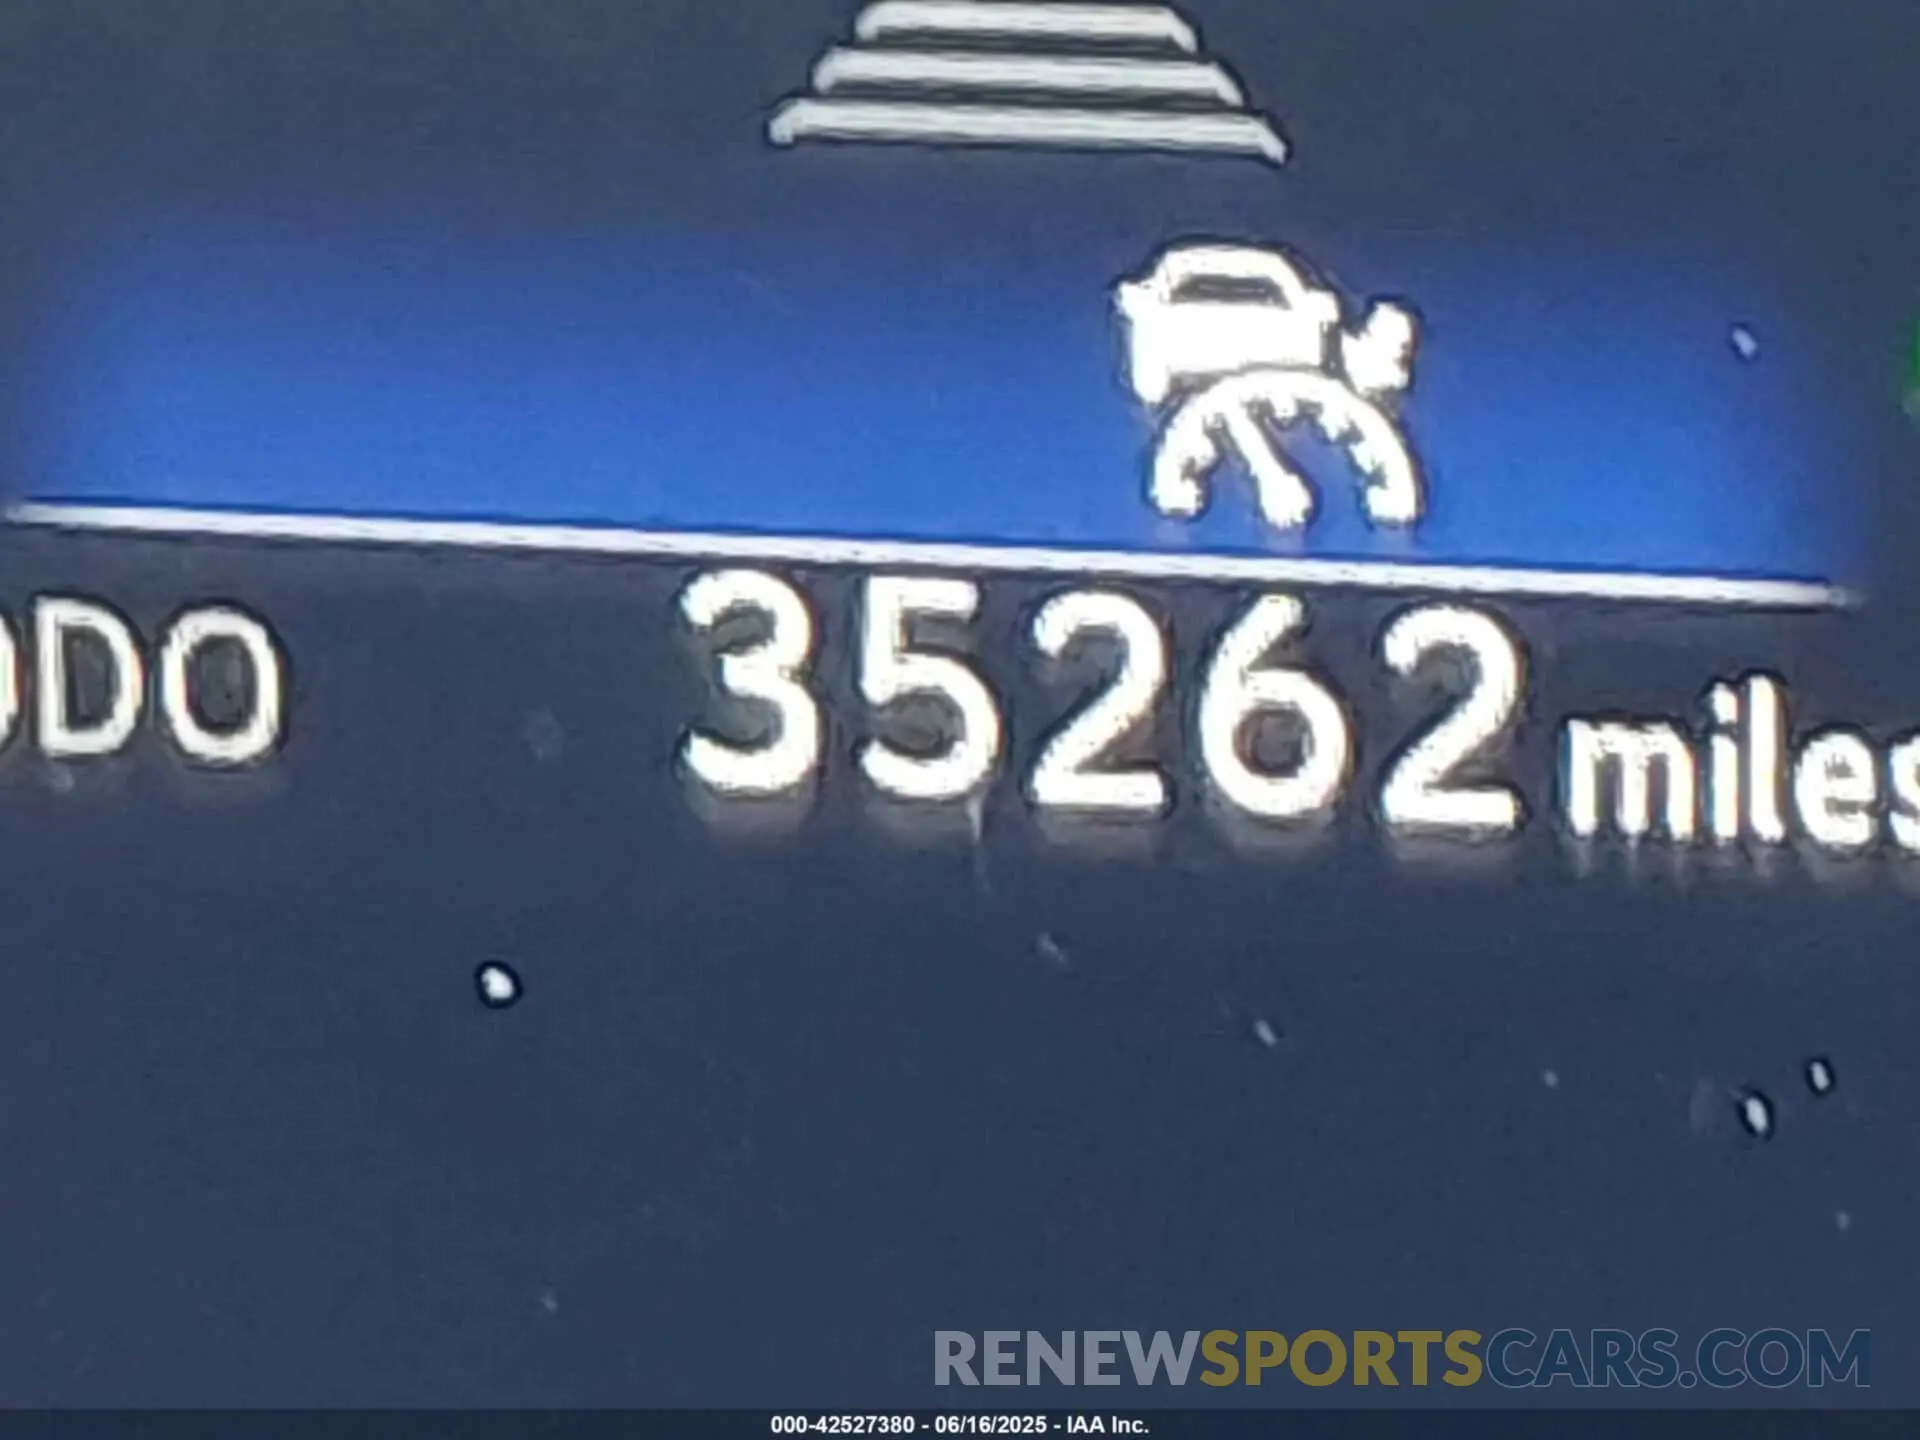 ODO 35262 miles
RENEWSPORTSCARS.COM
000-42527380 - 06/16/2025 - IAA Inc.